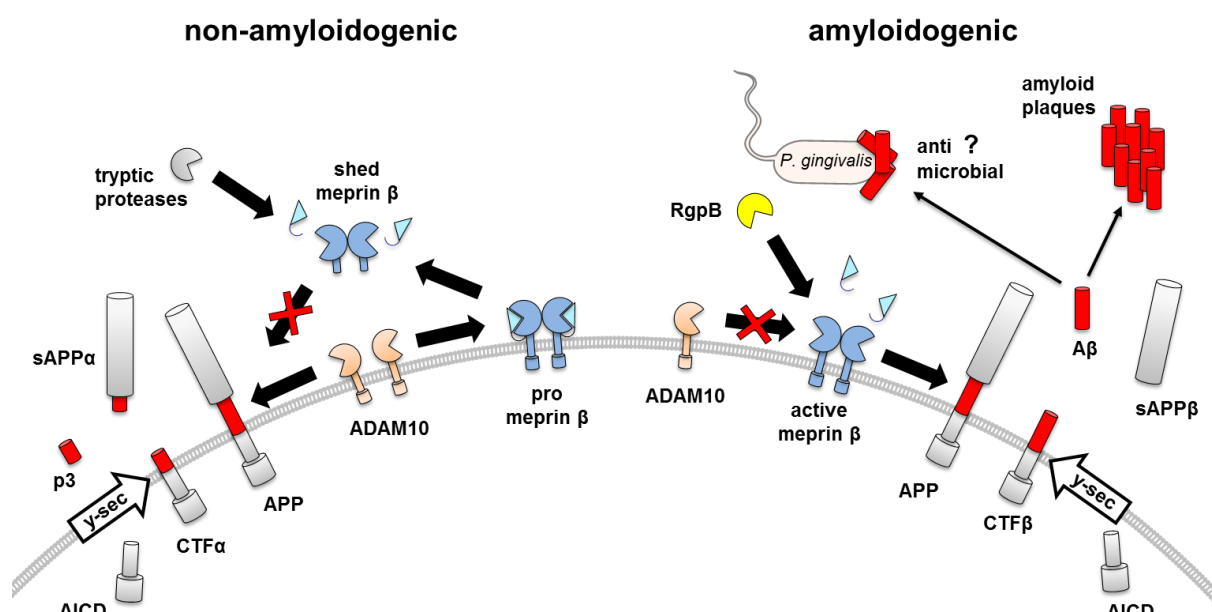 non-amyloidogenic
amyloidogenic
tryptic
proteases
shed
meprin β
sAPPα
p3
y-sec
CTFα
AICD
APP
ADAM10
pro
meprin β
P. gingivalis
anti ?
microbial
amyloid
plaques
RgpB
ADAM10
active
meprin β
Aβ
sAPPβ
APP
CTFβ
y-sec
AICD